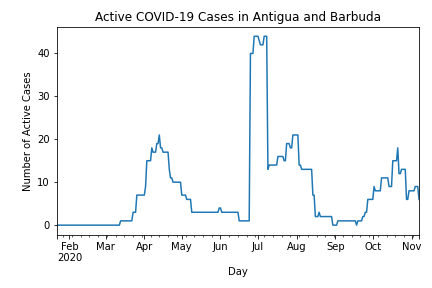 Active COVID-19 Cases in Antigua and Barbuda
Number of Active Cases
40
30
20
10
0
Feb Mar Apr May Jun Jul Aug Sep Oct Nov
2020
Day